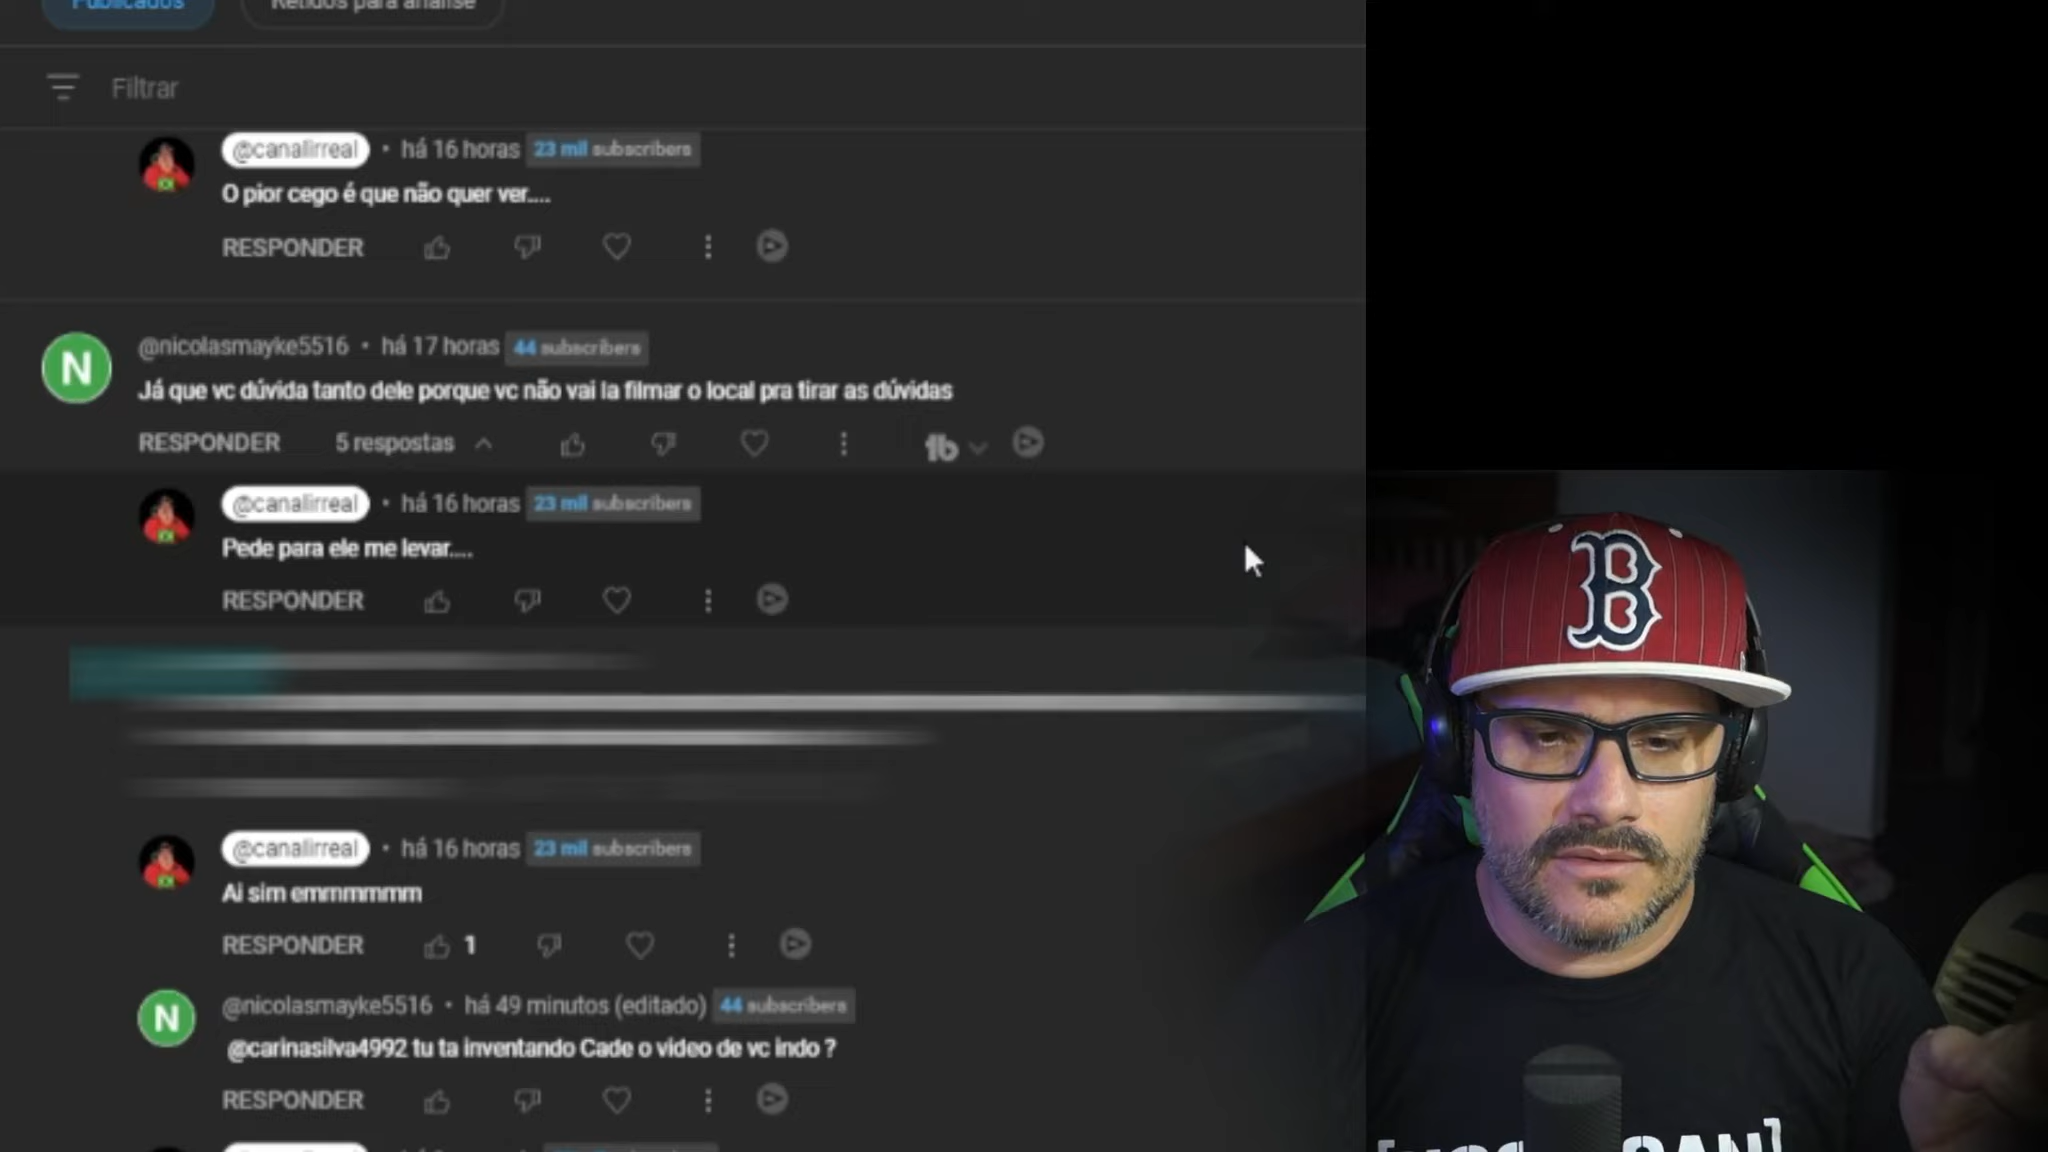 Publicados
Retidos para análise
Filtrar
@canalirreal • há 16 horas 23 mil subscribers
O pior cego é que não quer ver....
RESPONDER
@nicolasmayke5516 • há 17 horas 44 subscribers
Já que vc dúvida tanto dele porque vc não vai la filmar o local pra tirar as dúvidas
RESPONDER 5 respostas
@canalirreal • há 16 horas 23 mil subscribers
Pede para ele me levar....
RESPONDER
@canalirreal • há 16 horas 23 mil subscribers
Ai sim emmmmmm
RESPONDER 1
@nicolasmayke5516 • há 49 minutos (editado) 44 subscribers
@carinasilva4992 tu ta inventando Cade o video de vc indo ?
RESPONDER
B